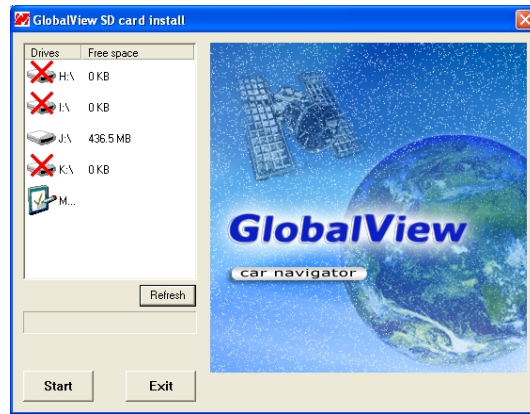 GlobalView SD card install
Drives Free space
H:\ 0 KB
I:\ 0 KB
J:\ 436.5 MB
K:\ 0 KB
M...
Refresh
GlobalView
car navigator
Start Exit